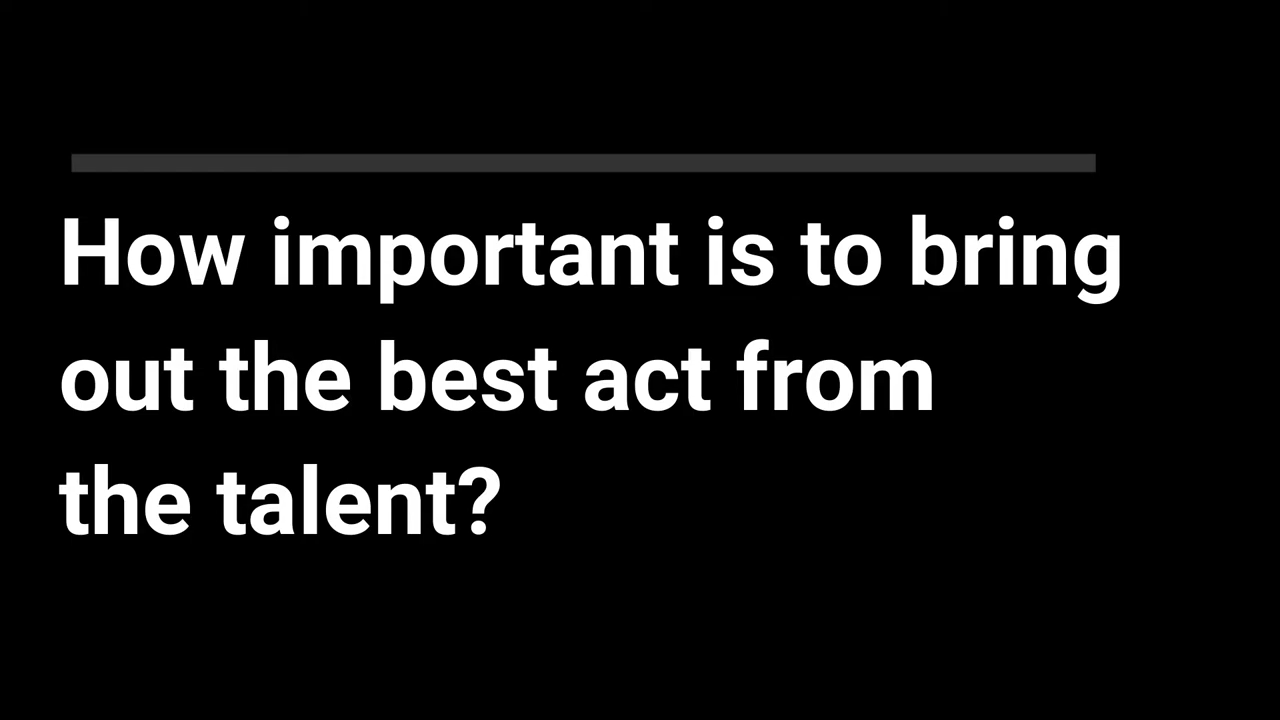 How important is to bring
out the best act from
the talent?